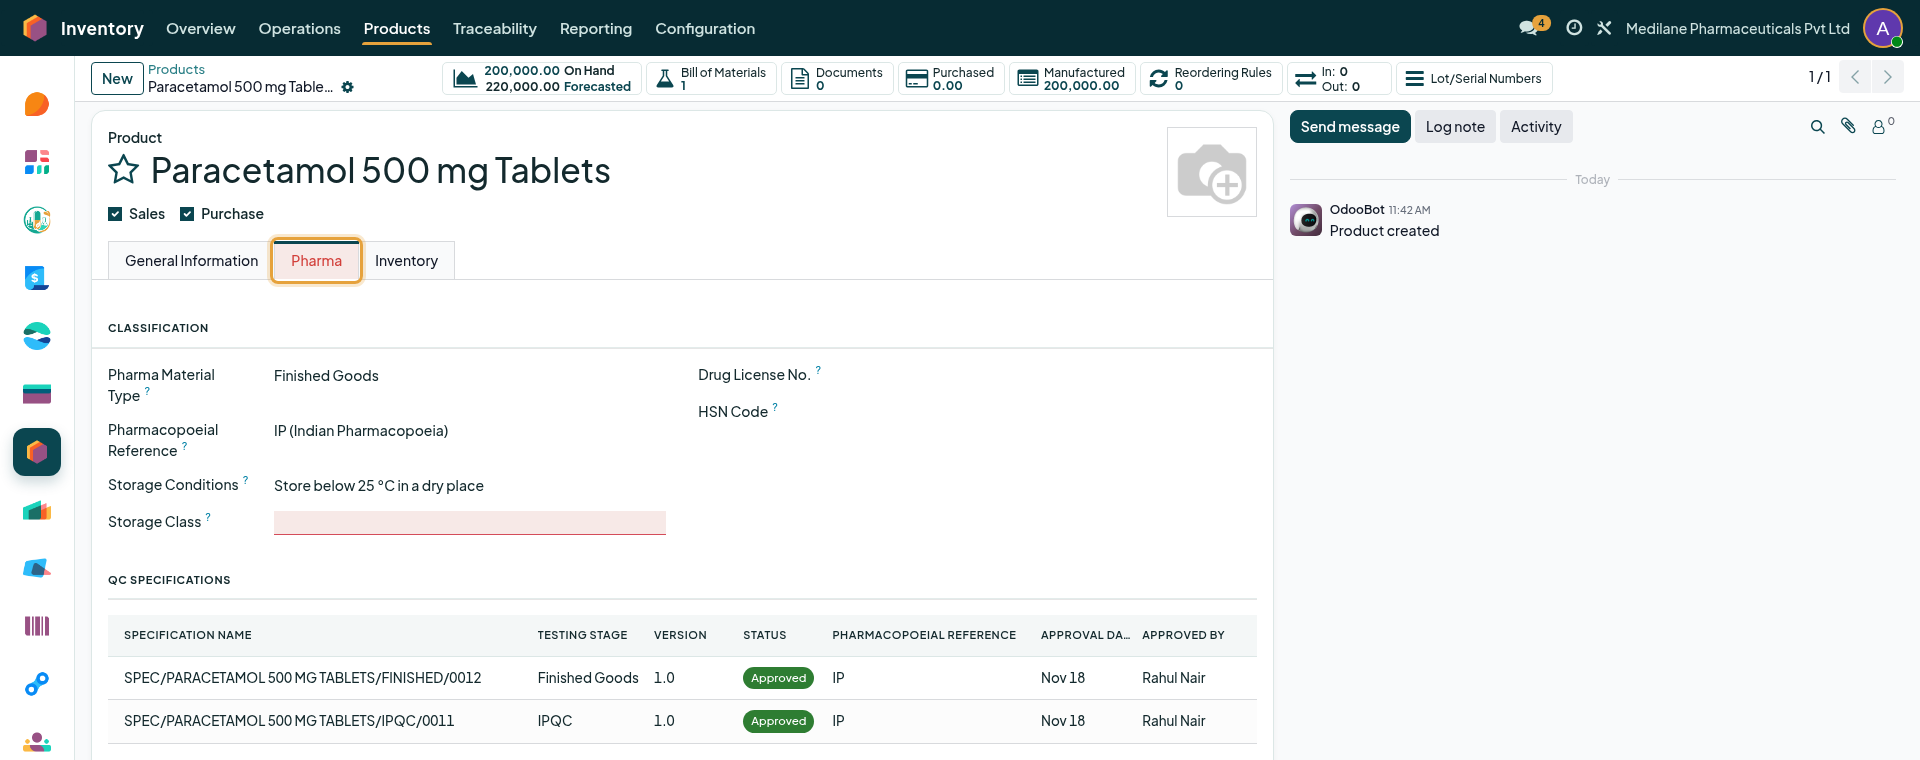 Inventory Overview Operations Products Traceability Reporting Configuration 4 Medilane Pharmaceuticals Pvt Ltd A
New Products
Paracetamol 500 mg Table...
200,000.00 On Hand
220,000.00 Forecasted
Bill of Materials
1
Documents
0
Purchased
0.00
Manufactured
200,000.00
Reordering Rules
0
In: 0
Out: 0
Lot/Serial Numbers
1 / 1
Product
Paracetamol 500 mg Tablets
Sales Purchase
General Information Pharma Inventory
CLASSIFICATION
Pharma Material Type ? Finished Goods
Pharmacopoeial Reference ? IP (Indian Pharmacopoeia)
Storage Conditions ? Store below 25 °C in a dry place
Storage Class ?
Drug License No. ?
HSN Code ?
QC SPECIFICATIONS
SPECIFICATION NAME TESTING STAGE VERSION STATUS PHARMACOPOEIAL REFERENCE APPROVAL DA... APPROVED BY
SPEC/PARACETAMOL 500 MG TABLETS/FINISHED/0012 Finished Goods 1.0 Approved IP Nov 18 Rahul Nair
SPEC/PARACETAMOL 500 MG TABLETS/IPQC/0011 IPQC 1.0 Approved IP Nov 18 Rahul Nair
Send message Log note Activity 0
Today
OdooBot 11:42 AM
Product created